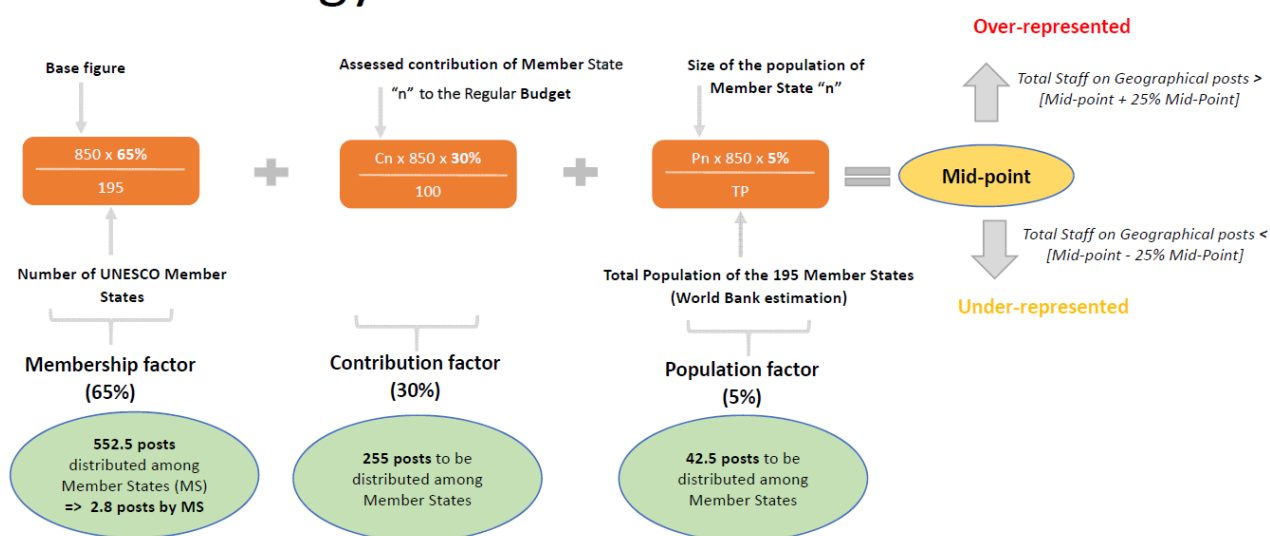 gy
Over-represented
Base figure
Assessed contribution of Member State
"n" to the Regular Budget
Size of the population of
Member State "n"
Total Staff on Geographical posts >
[Mid-point + 25% Mid-Point]
850 x 65%
195
Cn x 850 x 30%
100
Pn x 850 x 5%
TP
Mid-point
Total Staff on Geographical posts <
[Mid-point - 25% Mid-Point]
Number of UNESCO Member
States
Total Population of the 195 Member States
(World Bank estimation)
Under-represented
Membership factor
(65%)
Contribution factor
(30%)
Population factor
(5%)
552.5 posts
distributed among
Member States (MS)
=> 2.8 posts by MS
255 posts to be
distributed among
Member States
42.5 posts to be
distributed among
Member States